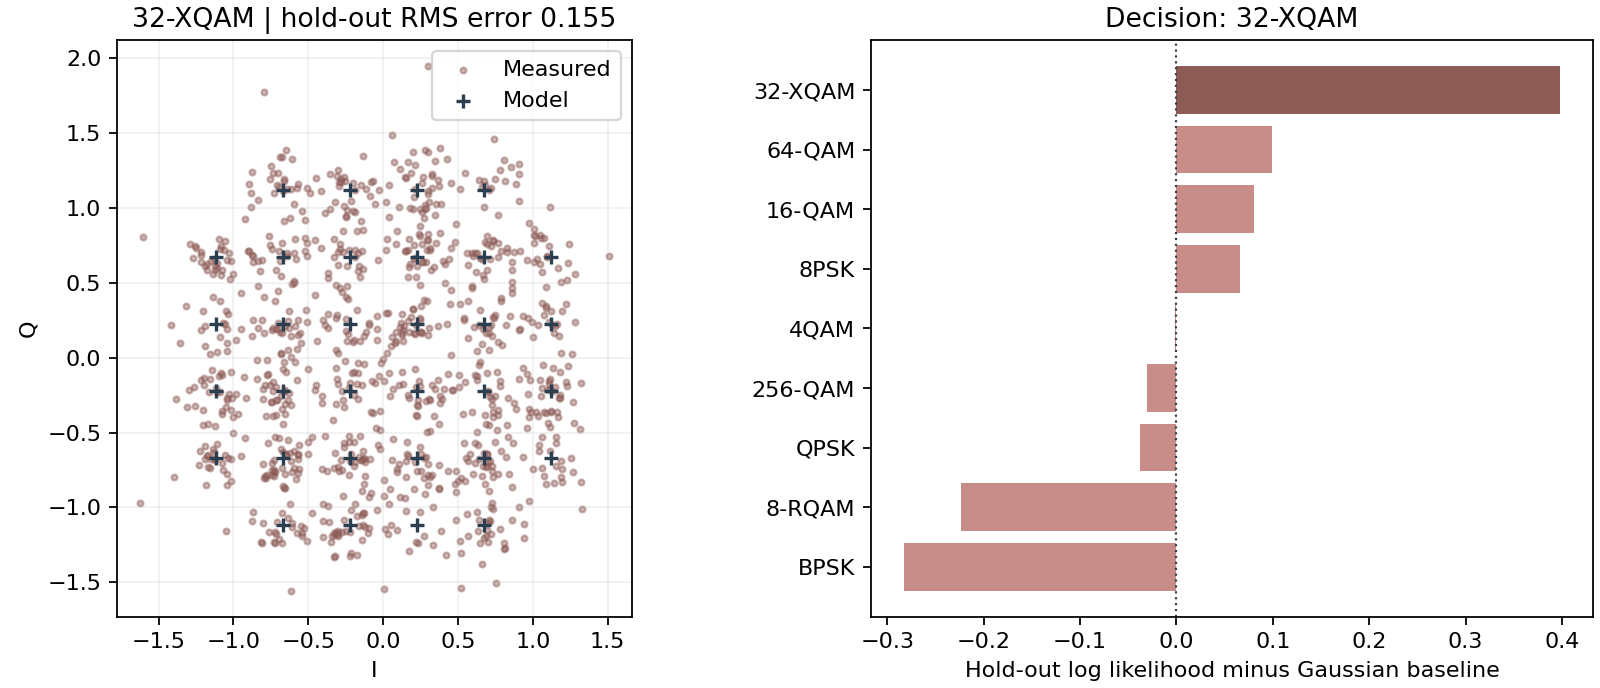 32-XQAM | hold-out RMS error 0.155
Measured
Model
2.0
1.5
1.0
0.5
0.0
−0.5
−1.0
−1.5
Q
−1.5 −1.0 −0.5 0.0 0.5 1.0 1.5
I
Decision: 32-XQAM
32-XQAM
64-QAM
16-QAM
8PSK
4QAM
256-QAM
QPSK
8-RQAM
BPSK
−0.3 −0.2 −0.1 0.0 0.1 0.2 0.3 0.4
Hold-out log likelihood minus Gaussian baseline